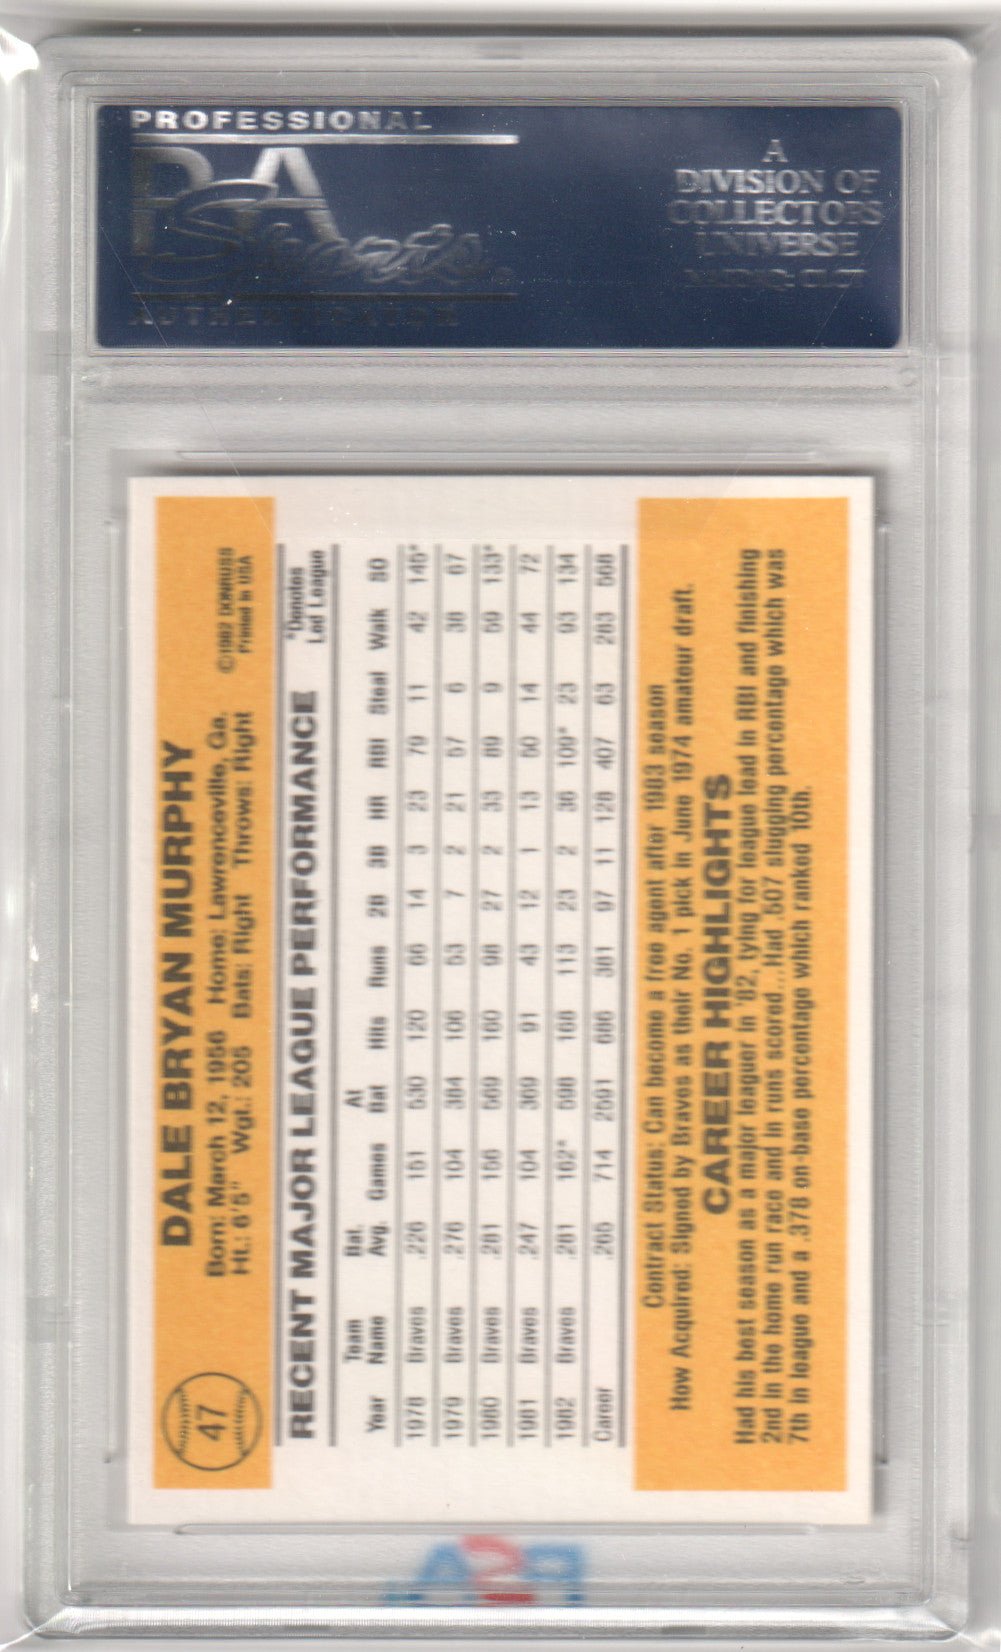 PROFESSIONAL
PSA
Sports
AUTHENTICATOR
A
DIVISION OF
COLLECTORS
UNIVERSE
NASDAQ: CLCT
47
DALE BRYAN MURPHY
©1982 DONRUSS
Printed in USA
Born: March 12, 1956 Home: Lawrenceville, Ga.
Ht.: 6'5" Wgt.: 205 Bats: Right Throws: Right
RECENT MAJOR LEAGUE PERFORMANCE
*Denotes
Led League
Year Team Name Bat. Avg. Games At Bat Hits Runs 2B 3B HR RBI Steal Walk SO
1978 Braves .226 151 530 120 66 14 3 23 79 11 42 145*
1979 Braves .276 104 384 106 53 7 2 21 57 6 38 67
1980 Braves .281 156 569 160 98 27 2 33 89 9 59 133*
1981 Braves .247 104 369 91 43 12 1 13 50 14 44 72
1982 Braves .281 162* 598 168 113 23 2 36 109* 23 93 134
Career .265 714 2591 686 381 97 11 128 407 63 283 568
Contract Status: Can become a free agent after 1983 season
How Acquired: Signed by Braves as their No. 1 pick in June 1974 amateur draft.
CAREER HIGHLIGHTS
Had his best season as a major leaguer in '82, tying for league lead in RBI and finishing
2nd in the home run race and in runs scored...Had .507 slugging percentage which was
7th in league and a .378 on-base percentage which ranked 10th.
PSA